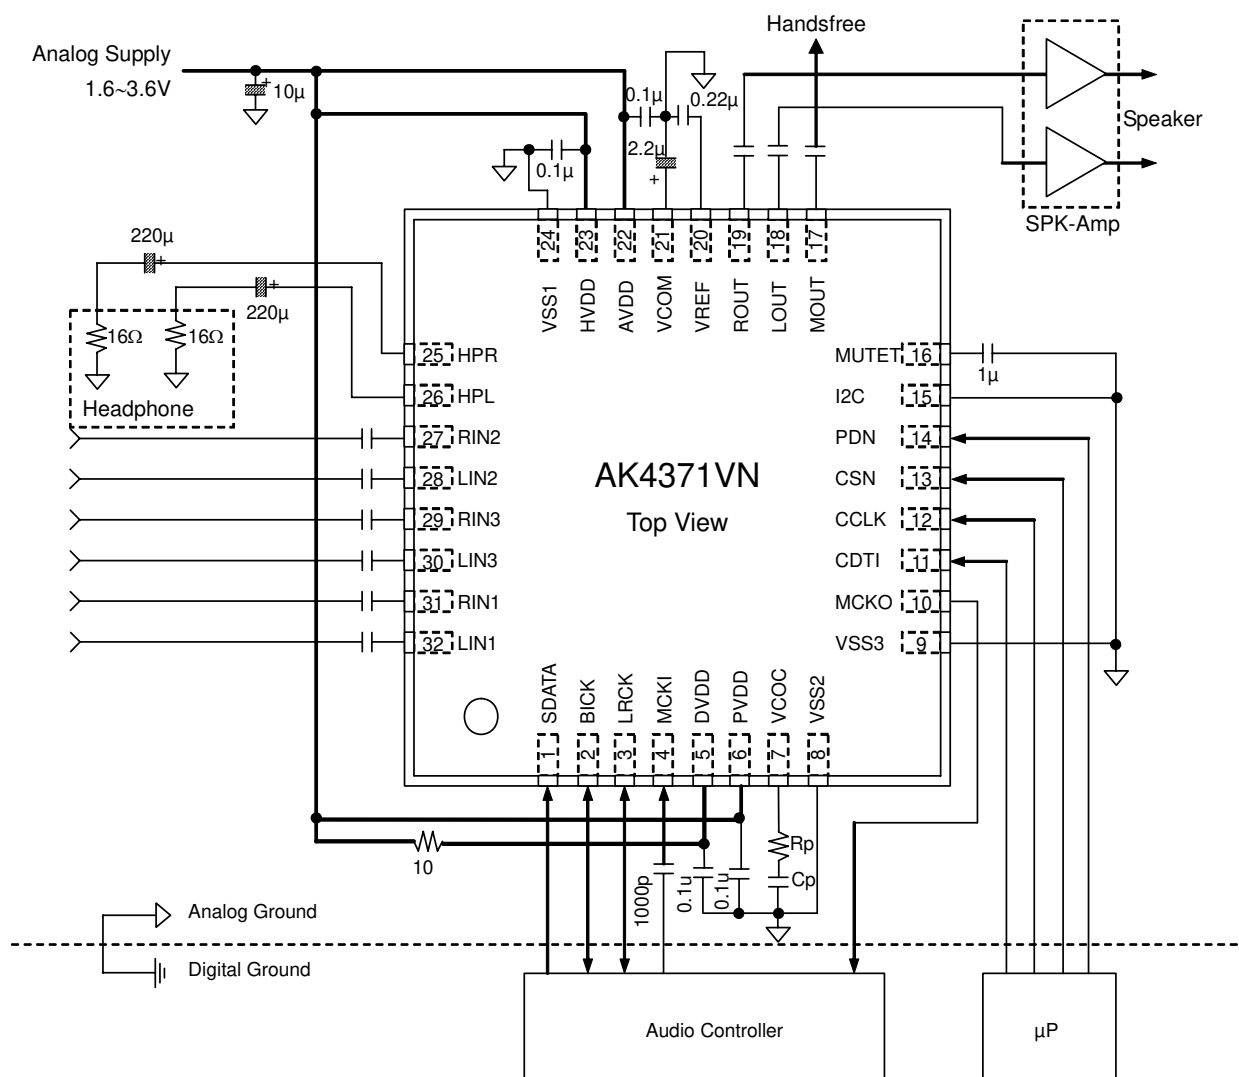 Handsfree
Analog Supply
1.6~3.6V
10µ
0.1µ
0.22µ
Speaker
0.1µ
2.2µ
+
+
SPK-Amp
24
23
22
21
20
19
18
17
VSS1
HVDD
AVDD
VCOM
VREF
ROUT
LOUT
MOUT
220µ
+
+
220µ
16Ω
16Ω
Headphone
25 HPR
26 HPL
27 RIN2
28 LIN2
29 RIN3
30 LIN3
31 RIN1
32 LIN1
AK4371VN
Top View
MUTET 16
1µ
I2C 15
PDN 14
CSN 13
CCLK 12
CDTI 11
MCKO 10
VSS3 9
SDATA
BICK
LRCK
MCKI
DVDD
PVDD
VCOC
VSS2
1
2
3
4
5
6
7
8
10
1000p
0.1u
0.1u
Rp
Cp
Analog Ground
Digital Ground
Audio Controller
µP